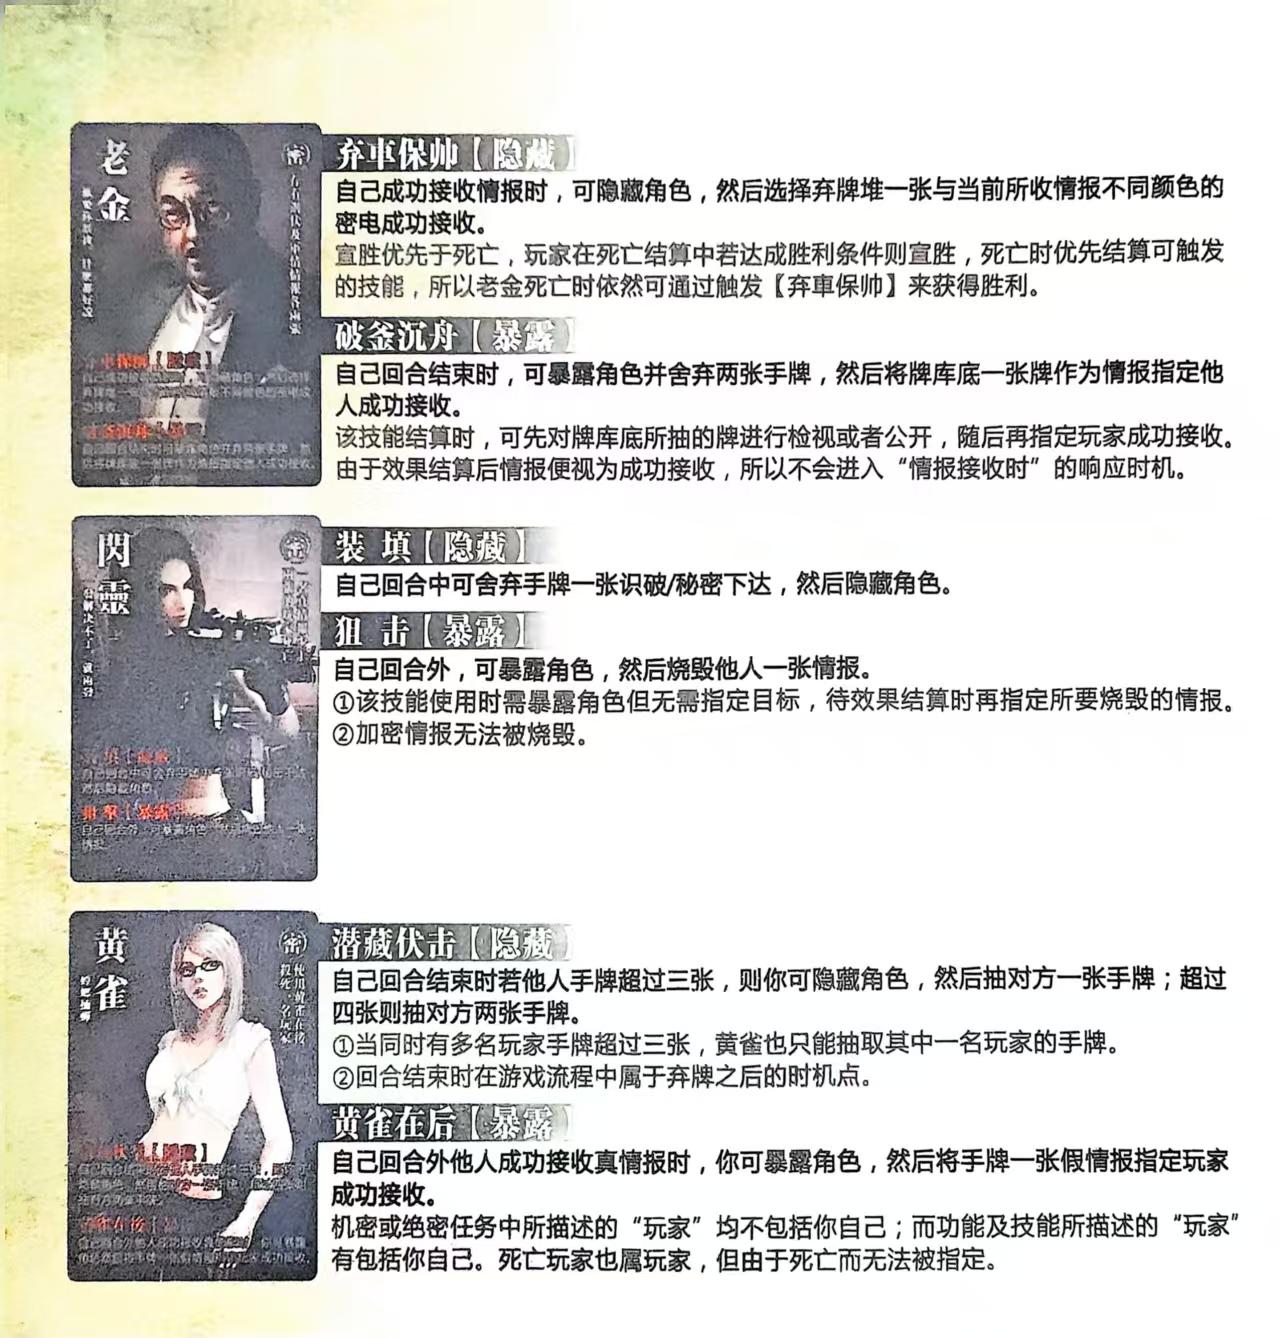 老金
密
弃車保帅【隐藏】
自己成功接收情报时，可隐藏角色，然后选择弃牌堆一张与当前所收情报不同颜色的
密电成功接收。
宣胜优先于死亡，玩家在死亡结算中若达成胜利条件则宣胜，死亡时优先结算可触发
的技能，所以老金死亡时依然可通过触发【弃車保帅】来获得胜利。
破釜沉舟【暴露】
自己回合结束时，可暴露角色并舍弃两张手牌，然后将牌库底一张牌作为情报指定他
人成功接收。
该技能结算时，可先对牌库底所抽的牌进行检视或者公开，随后再指定玩家成功接收。
由于效果结算后情报便视为成功接收，所以不会进入“情报接收时”的响应时机。
閃靈
装 填【隐藏】
自己回合中可舍弃手牌一张识破/秘密下达，然后隐藏角色。
狙 击【暴露】
自己回合外，可暴露角色，然后烧毁他人一张情报。
①该技能使用时需暴露角色但无需指定目标，待效果结算时再指定所要烧毁的情报。
②加密情报无法被烧毁。
黄雀
密
使用黄雀在後
殺死一名玩家
潜藏伏击【隐藏】
自己回合结束时若他人手牌超过三张，则你可隐藏角色，然后抽对方一张手牌；超过
四张则抽对方两张手牌。
①当同时有多名玩家手牌超过三张，黄雀也只能抽取其中一名玩家的手牌。
②回合结束时在游戏流程中属于弃牌之后的时机点。
黄雀在后【暴露】
自己回合外他人成功接收真情报时，你可暴露角色，然后将手牌一张假情报指定玩家
成功接收。
机密或绝密任务中所描述的“玩家”均不包括你自己；而功能及技能所描述的“玩家”
有包括你自己。死亡玩家也属玩家，但由于死亡而无法被指定。